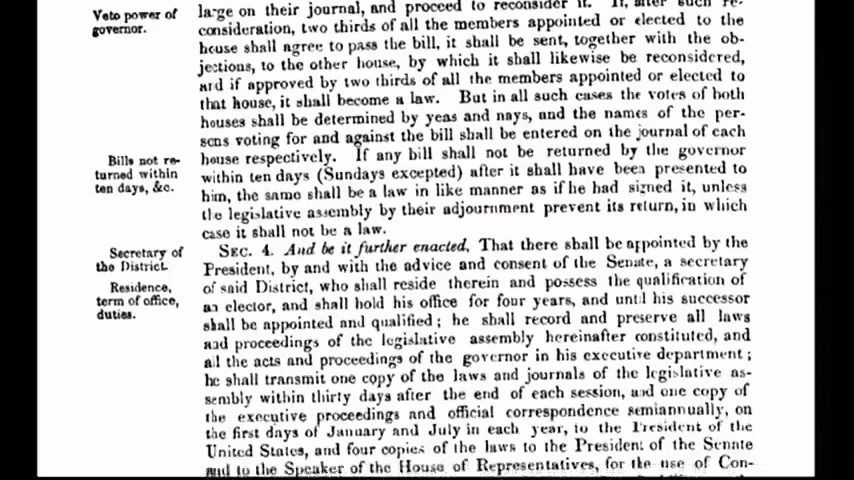 Veto power of
governor.
large on their journal, and proceed to reconsider it. If, after such re-
consideration, two thirds of all the members appointed or elected to the
house shall agree to pass the bill, it shall be sent, together with the ob-
jections, to the other house, by which it shall likewise be reconsidered,
and if approved by two thirds of all the members appointed or elected to
that house, it shall become a law. But in all such cases the votes of both
houses shall be determined by yeas and nays, and the names of the per-
sons voting for and against the bill shall be entered on the journal of each
Bills not re-
turned within
ten days, &c.
house respectively. If any bill shall not be returned by the governor
within ten days (Sundays excepted) after it shall have been presented to
him, the same shall be a law in like manner as if he had signed it, unless
the legislative assembly by their adjournment prevent its return, in which
case it shall not be a law.
Secretary of
the District.
Residence,
term of office,
duties.
SEC. 4. And be it further enacted, That there shall be appointed by the
President, by and with the advice and consent of the Senate, a secretary
of said District, who shall reside therein and possess the qualification of
an elector, and shall hold his office for four years, and until his successor
shall be appointed and qualified; he shall record and preserve all laws
and proceedings of the legislative assembly hereinafter constituted, and
all the acts and proceedings of the governor in his executive department;
he shall transmit one copy of the laws and journals of the legislative as-
sembly within thirty days after the end of each session, and one copy of
the executive proceedings and official correspondence semiannually, on
the first days of January and July in each year, to the President of the
United States, and four copies of the laws to the President of the Senate
and to the Speaker of the House of Representatives, for the use of Con-